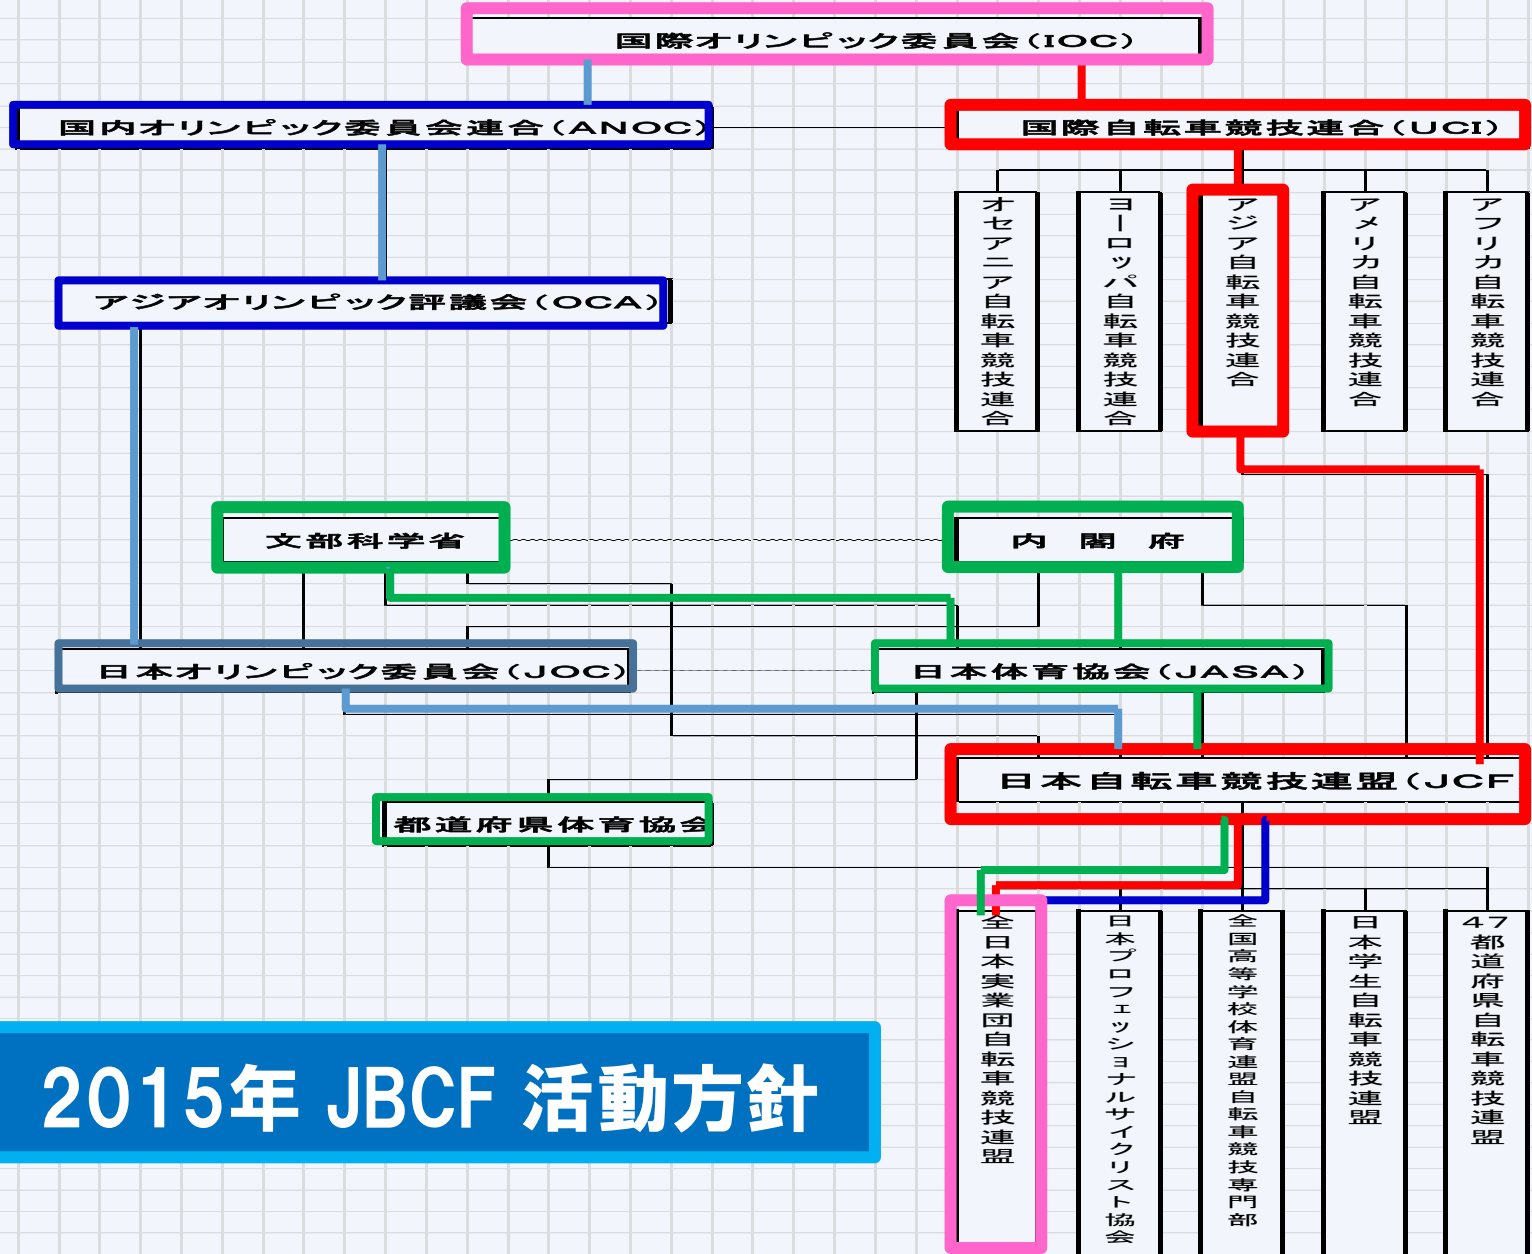 国際オリンピック委員会(IOC)
国内オリンピック委員会連合(ANOC)
国際自転車競技連合(UCI)
オセアニア自転車競技連合
ヨーロッパ自転車競技連合
アジア自転車競技連合
アメリカ自転車競技連合
アフリカ自転車競技連合
アジアオリンピック評議会(OCA)
文部科学省
内 閣 府
日本オリンピック委員会(JOC)
日本体育協会(JASA)
日本自転車競技連盟(JCF
都道府県体育協会
全日本実業団自転車競技連盟
日本プロフェッショナルサイクリスト協会
全国高等学校体育連盟自転車競技専門部
日本学生自転車競技連盟
47都道府県自転車競技連盟
2015年 JBCF 活動方針